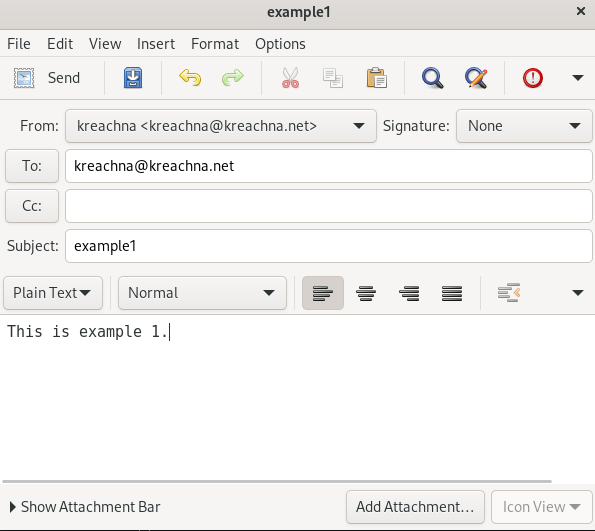 example1
File Edit View Insert Format Options
Send
From: kreachna <kreachna@kreachna.net> Signature: None
To: kreachna@kreachna.net
Cc:
Subject: example1
Plain Text Normal
This is example 1.
Show Attachment Bar Add Attachment... Icon View